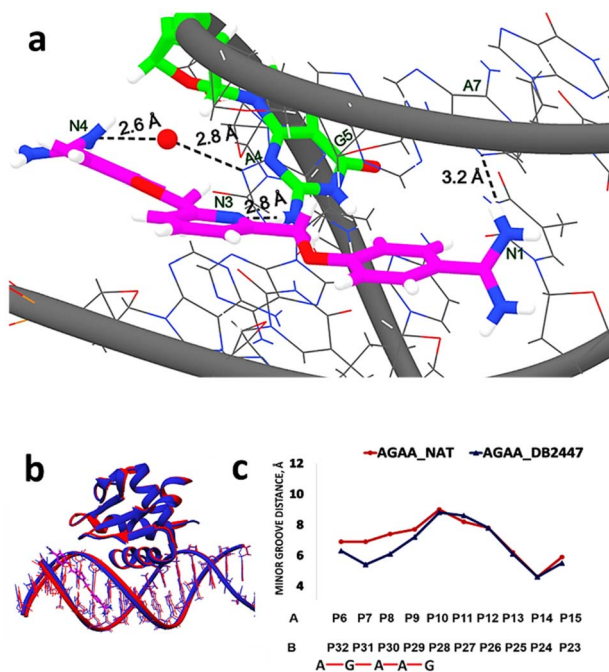 a
A7
N4
2.6 Å
2.8 Å
A4
G5
3.2 Å
N3
2.8 Å
N1
b
c
AGAA_NAT
AGAA_DB2447
MINOR GROOVE DISTANCE, Å
12
10
8
6
4
A P6 P7 P8 P9 P10 P11 P12 P13 P14 P15
B P32 P31 P30 P29 P28 P27 P26 P25 P24 P23
A G A A G